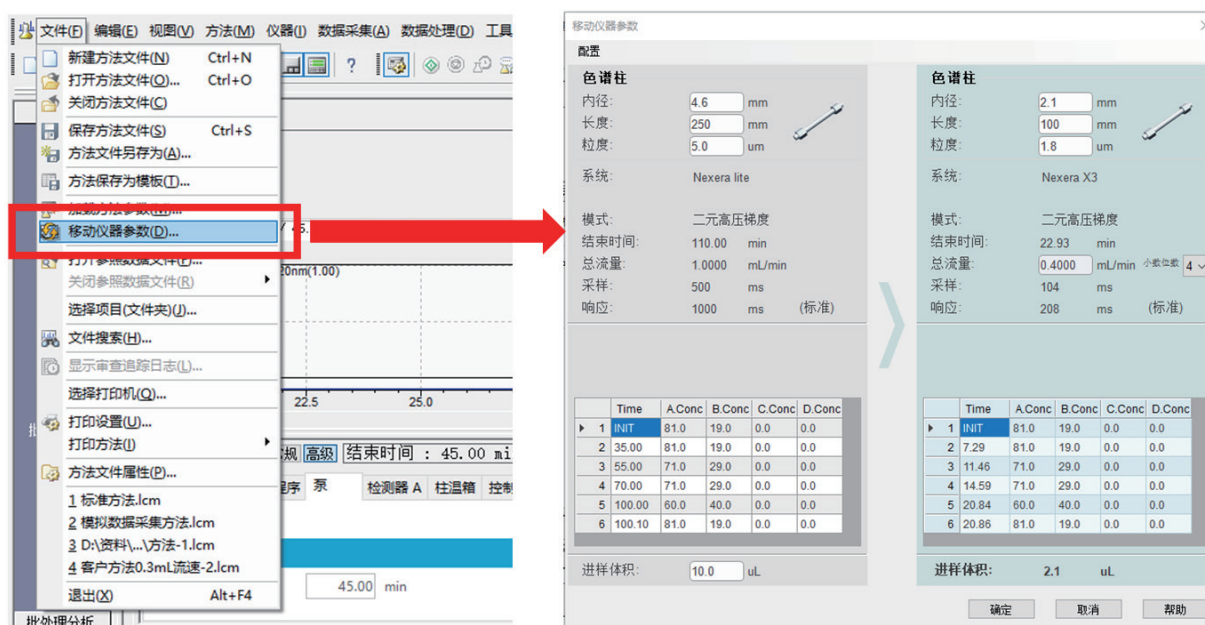 文件(F) 编辑(E) 视图(V) 方法(M) 仪器(I) 数据采集(A) 数据处理(D) 工具
新建方法文件(N) Ctrl+N
打开方法文件(O)... Ctrl+O
关闭方法文件(C)
保存方法文件(S) Ctrl+S
方法文件另存为(A)...
方法保存为模板(T)...
加载方法参数(M)...
移动仪器参数(D)...
打开参照数据文件(F)...
关闭参照数据文件(R)
选择项目(文件夹)(J)...
文件搜索(H)...
显示审查追踪日志(L)...
选择打印机(Q)...
打印设置(U)...
打印方法(I)
方法文件属性(P)...
1 标准方法.lcm
2 模拟数据采集方法.lcm
3 D:\资料\...\方法-1.lcm
4 客户方法0.3mL流速-2.lcm
退出(X) Alt+F4
批处理分析
?
/ 45.
20nm(1.00)
22.5 25.0
常规 高级 结束时间 : 45.00 mi
程序 泵 检测器 A 柱温箱 控制
45.00 min
移动仪器参数
配置
色谱柱
内径: 4.6 mm
长度: 250 mm
粒度: 5.0 um
系统: Nexera lite
模式: 二元高压梯度
结束时间: 110.00 min
总流量: 1.0000 mL/min
采样: 500 ms
响应: 1000 ms (标准)
Time A.Conc B.Conc C.Conc D.Conc
1 INIT 81.0 19.0 0.0 0.0
2 35.00 81.0 19.0 0.0 0.0
3 55.00 71.0 29.0 0.0 0.0
4 70.00 71.0 29.0 0.0 0.0
5 100.00 60.0 40.0 0.0 0.0
6 100.10 81.0 19.0 0.0 0.0
进样体积: 10.0 uL
色谱柱
内径: 2.1 mm
长度: 100 mm
粒度: 1.8 um
系统: Nexera X3
模式: 二元高压梯度
结束时间: 22.93 min
总流量: 0.4000 mL/min 小数位数 4
采样: 104 ms
响应: 208 ms (标准)
Time A.Conc B.Conc C.Conc D.Conc
1 INIT 81.0 19.0 0.0 0.0
2 7.29 81.0 19.0 0.0 0.0
3 11.46 71.0 29.0 0.0 0.0
4 14.59 71.0 29.0 0.0 0.0
5 20.84 60.0 40.0 0.0 0.0
6 20.86 81.0 19.0 0.0 0.0
进样体积: 2.1 uL
确定 取消 帮助